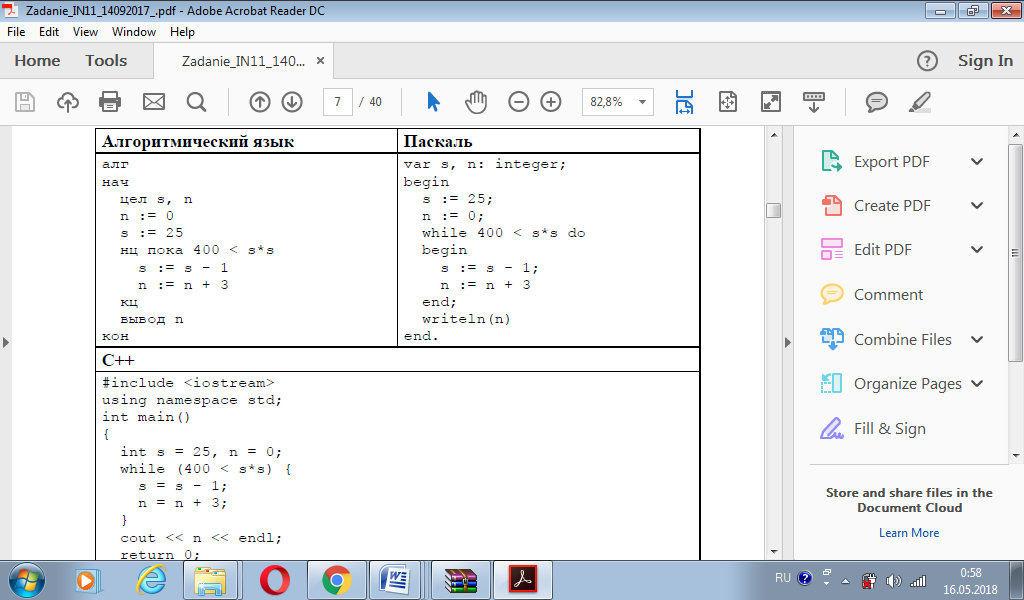 Zadanie_IN11_14092017_.pdf - Adobe Acrobat Reader DC
File Edit View Window Help
Home Tools Zadanie_IN11_140... × ? Sign In
7 / 40 82,8%
Алгоритмический язык
алг
нач
цел s, n
n := 0
s := 25
нц пока 400 < s*s
s := s - 1
n := n + 3
кц
вывод n
кон
Паскаль
var s, n: integer;
begin
s := 25;
n := 0;
while 400 < s*s do
begin
s := s - 1;
n := n + 3
end;
writeln(n)
end.
C++
#include <iostream>
using namespace std;
int main()
{
int s = 25, n = 0;
while (400 < s*s) {
s = s - 1;
n = n + 3;
}
cout << n << endl;
return 0;
Export PDF
Create PDF
Edit PDF
Comment
Combine Files
Organize Pages
Fill & Sign
Store and share files in the
Document Cloud
Learn More
RU
0:58
16.05.2018